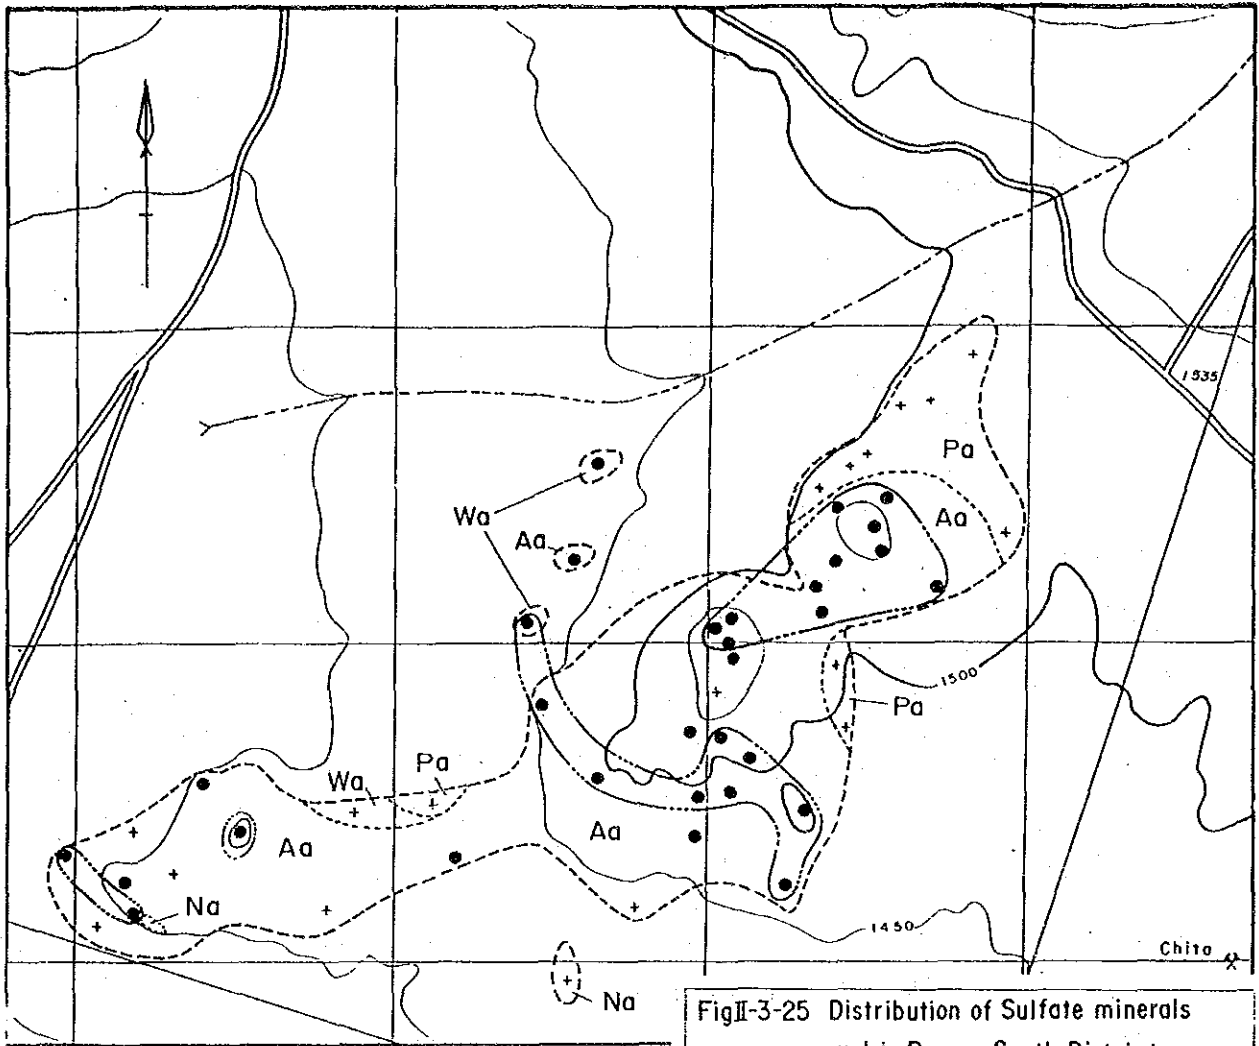 1535
Pa
Wa
Aa
Aa
1500
Pa
Pa
Wa
Aa
Aa
Na
1450
Chita
Na
FigII-3-25 Distribution of Sulfate minerals